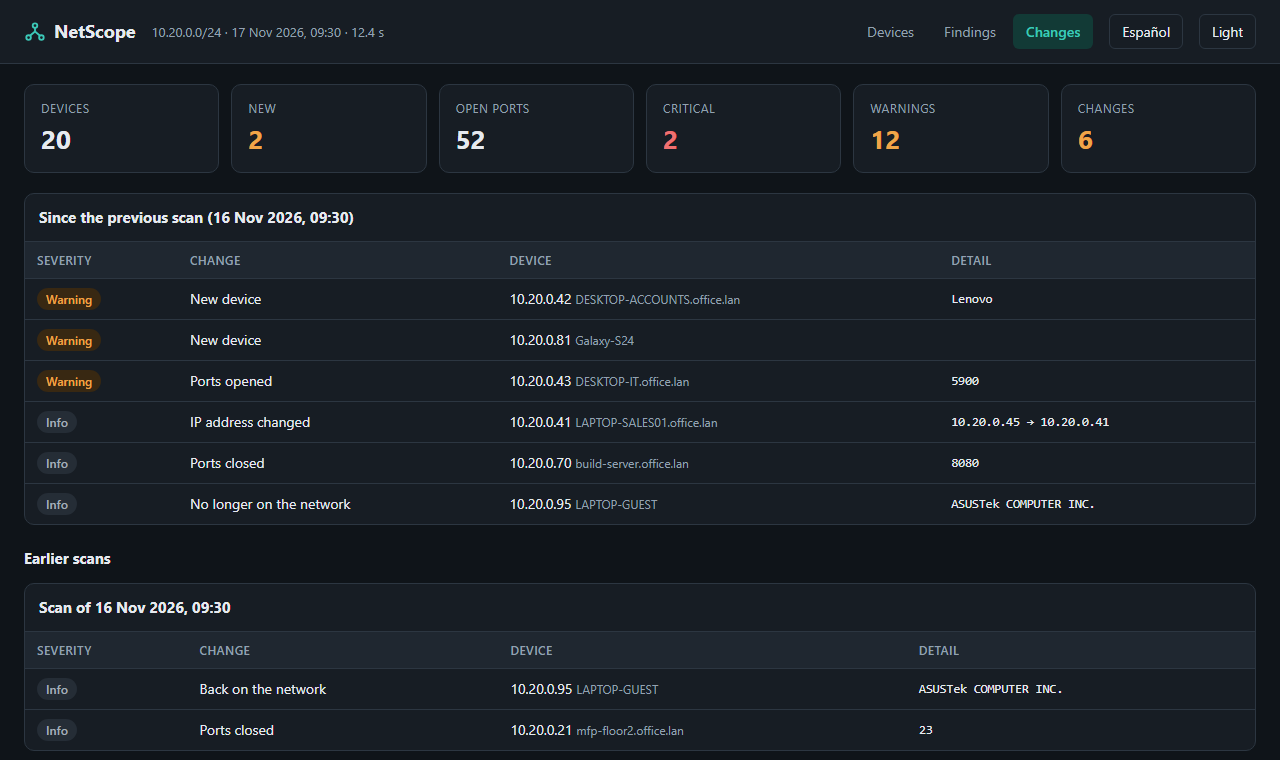 NetScope 10.20.0.0/24 · 17 Nov 2026, 09:30 · 12.4 s Devices Findings Changes Español Light
DEVICES NEW OPEN PORTS CRITICAL WARNINGS CHANGES
20 2 52 2 12 6
Since the previous scan (16 Nov 2026, 09:30)
SEVERITY CHANGE DEVICE DETAIL
Warning New device 10.20.0.42 DESKTOP-ACCOUNTS.office.lan Lenovo
Warning New device 10.20.0.81 Galaxy-S24
Warning Ports opened 10.20.0.43 DESKTOP-IT.office.lan 5900
Info IP address changed 10.20.0.41 LAPTOP-SALES01.office.lan 10.20.0.45 → 10.20.0.41
Info Ports closed 10.20.0.70 build-server.office.lan 8080
Info No longer on the network 10.20.0.95 LAPTOP-GUEST ASUSTek COMPUTER INC.
Earlier scans
Scan of 16 Nov 2026, 09:30
SEVERITY CHANGE DEVICE DETAIL
Info Back on the network 10.20.0.95 LAPTOP-GUEST ASUSTek COMPUTER INC.
Info Ports closed 10.20.0.21 mfp-floor2.office.lan 23